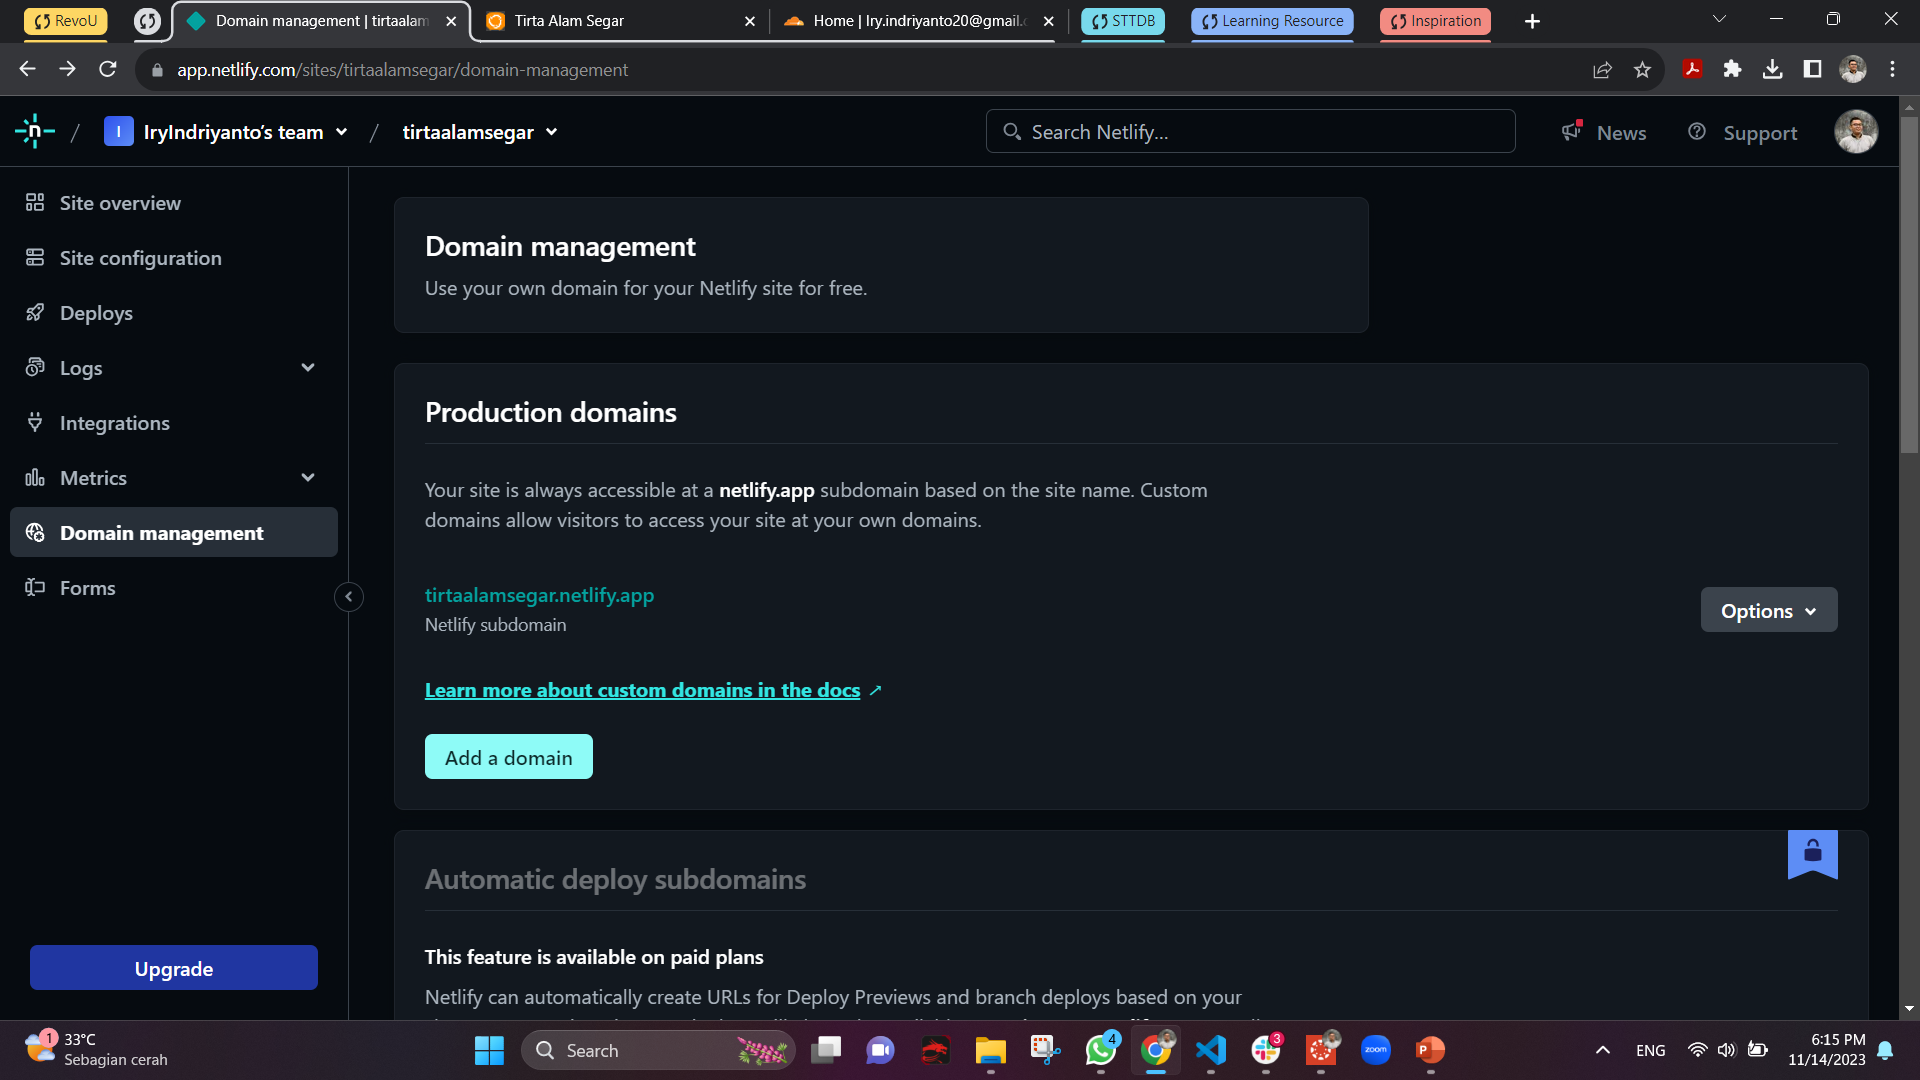 RevoU
Domain management | tirtaalam
Tirta Alam Segar
Home | Iry.indriyanto20@gmail.c
STTDB
Learning Resource
Inspiration
app.netlify.com/sites/tirtaalamsegar/domain-management
/ I IryIndriyanto's team / tirtaalamsegar
Search Netlify...
News
Support
Site overview
Site configuration
Deploys
Logs
Integrations
Metrics
Domain management
Forms
Upgrade
Domain management
Use your own domain for your Netlify site for free.
Production domains
Your site is always accessible at a netlify.app subdomain based on the site name. Custom
domains allow visitors to access your site at your own domains.
tirtaalamsegar.netlify.app
Netlify subdomain
Options
Learn more about custom domains in the docs ↗
Add a domain
Automatic deploy subdomains
This feature is available on paid plans
Netlify can automatically create URLs for Deploy Previews and branch deploys based on your
1
33°C
Sebagian cerah
Search
4
3
zoom
ENG
6:15 PM
11/14/2023